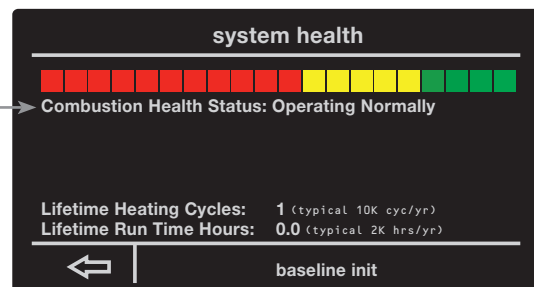 system health
Combustion Health Status: Operating Normally
Lifetime Heating Cycles: 1 (typical 10K cyc/yr)
Lifetime Run Time Hours: 0.0 (typical 2K hrs/yr)
baseline init